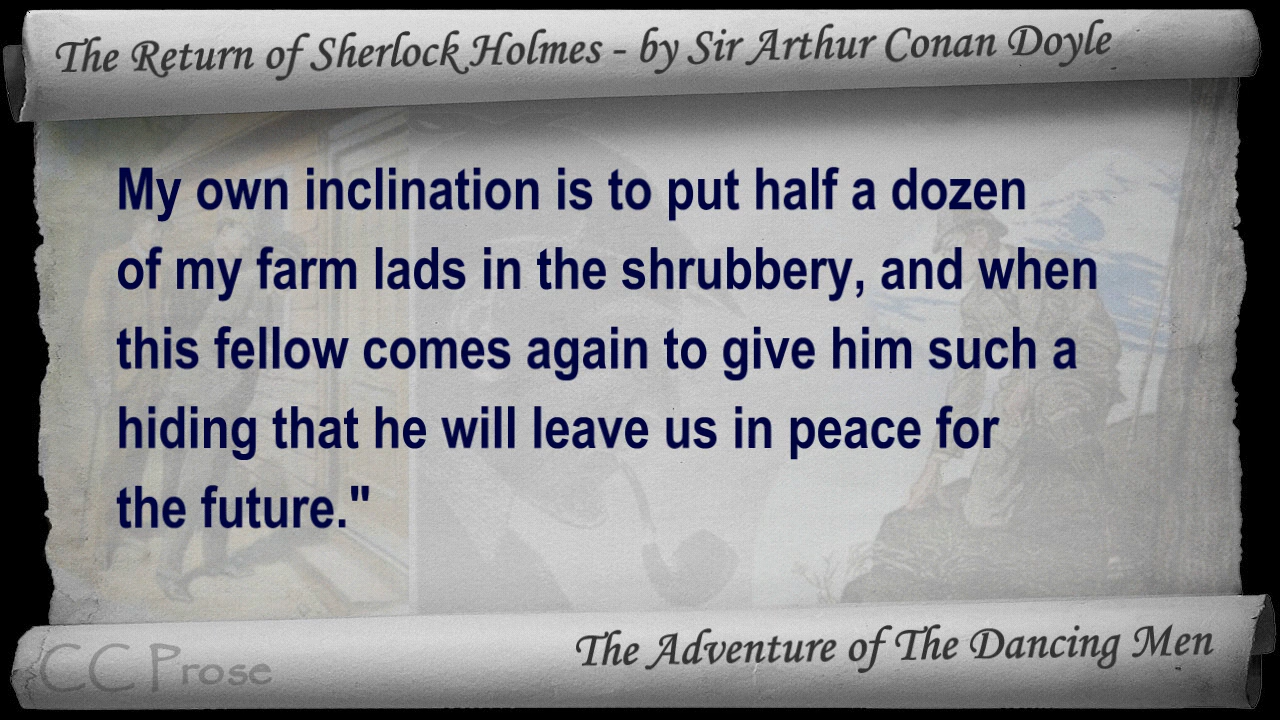 The Return of Sherlock Holmes - by Sir Arthur Conan Doyle
My own inclination is to put half a dozen
of my farm lads in the shrubbery, and when
this fellow comes again to give him such a
hiding that he will leave us in peace for
the future."
The Adventure of The Dancing Men
CC Prose